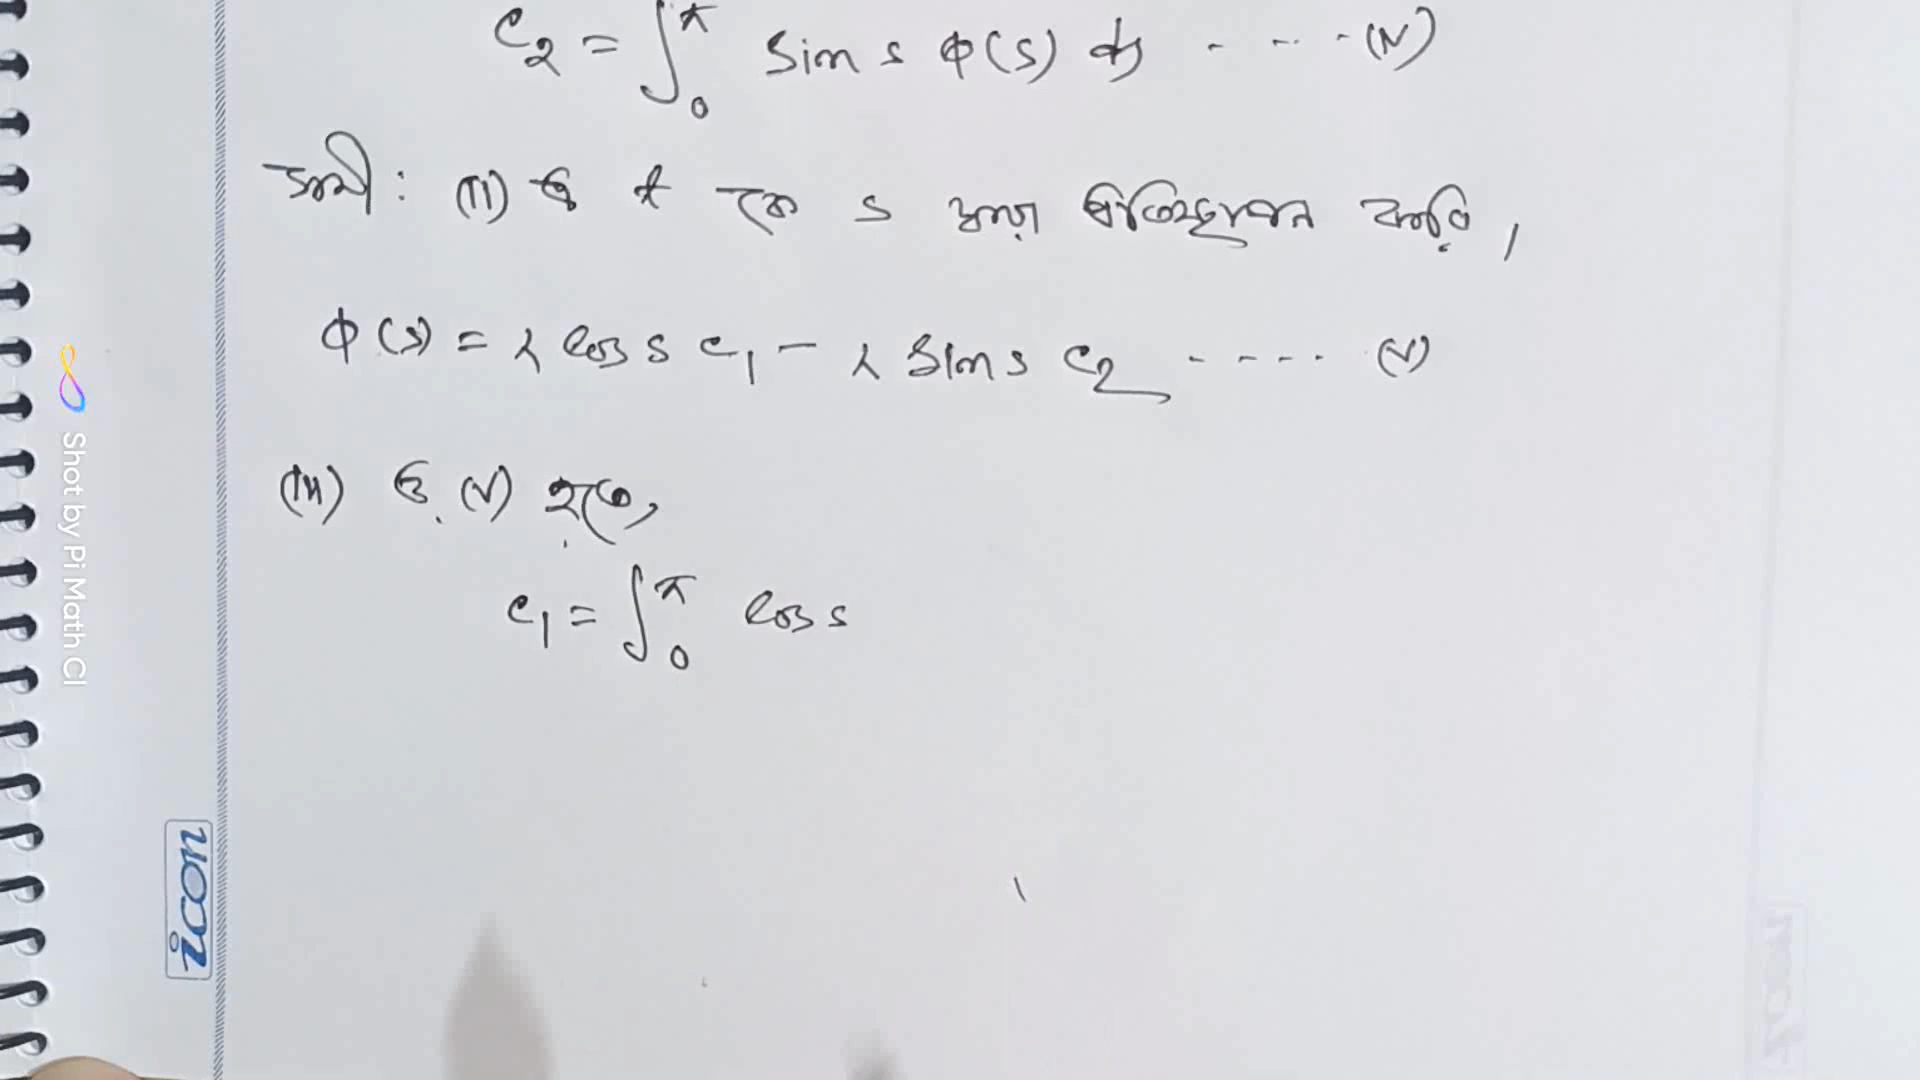 C₂ = ∫₀^π Sin s φ(s) ds - - - - (iv)
সমী: (ii) এ t কে s দ্বারা প্রতিস্থাপন করি,
φ(s) = λ cos s c₁ - λ sin s c₂ - - - - (v)
(iii) ও (v) হতে,
c₁ = ∫₀^π cos s
Shot by Pi Math Cl
icon